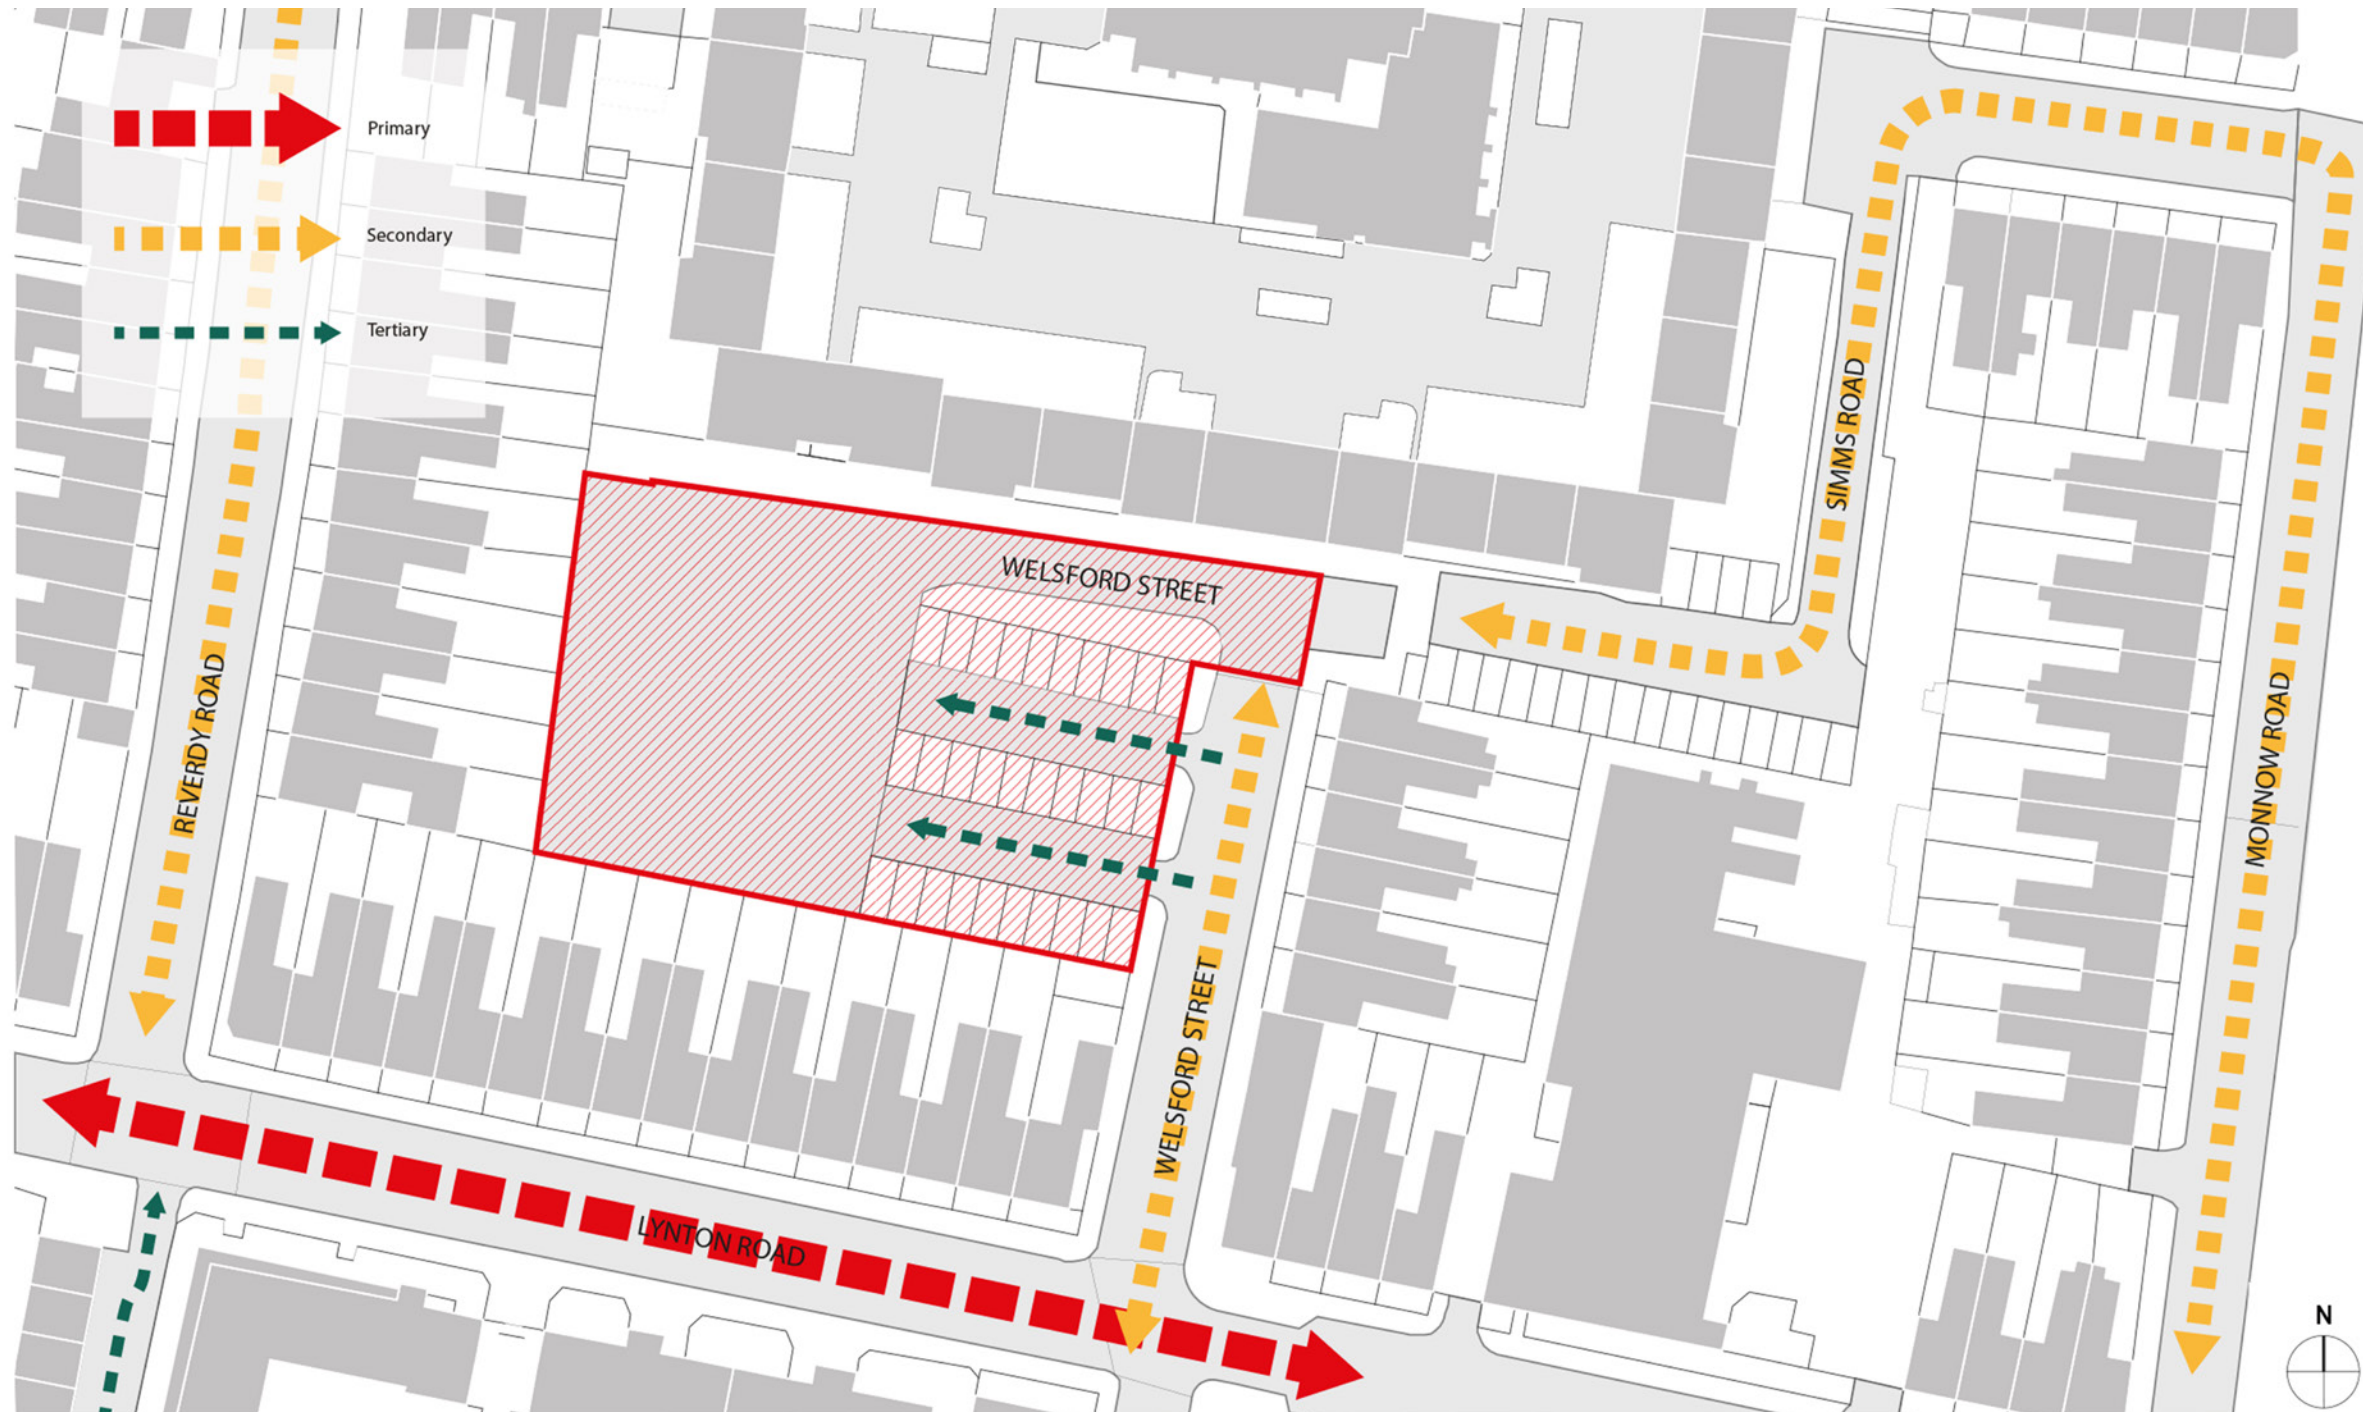 Primary
Secondary
Tertiary
WELSFORD STREET
SIMMS ROAD
REVERDY ROAD
MONNOW ROAD
WELSFORD STREET
LYNTON ROAD
N